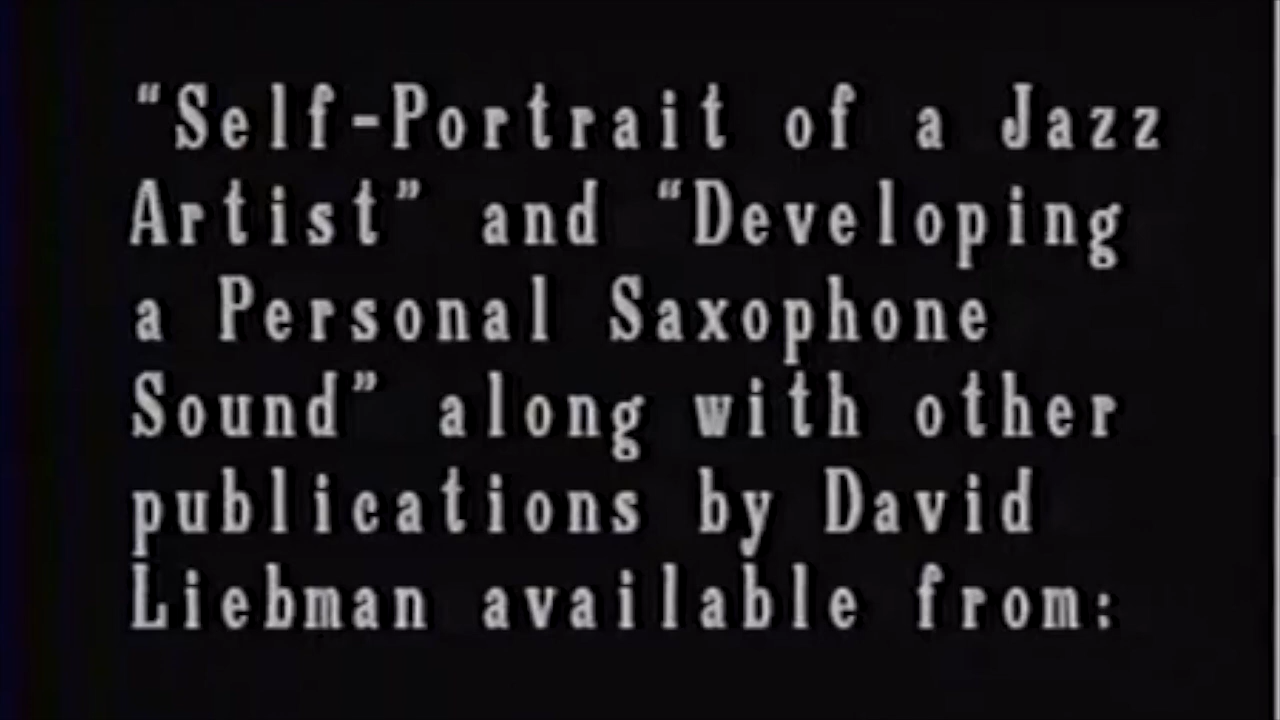 “Self-Portrait of a Jazz
Artist” and “Developing
a Personal Saxophone
Sound” along with other
publications by David
Liebman available from: